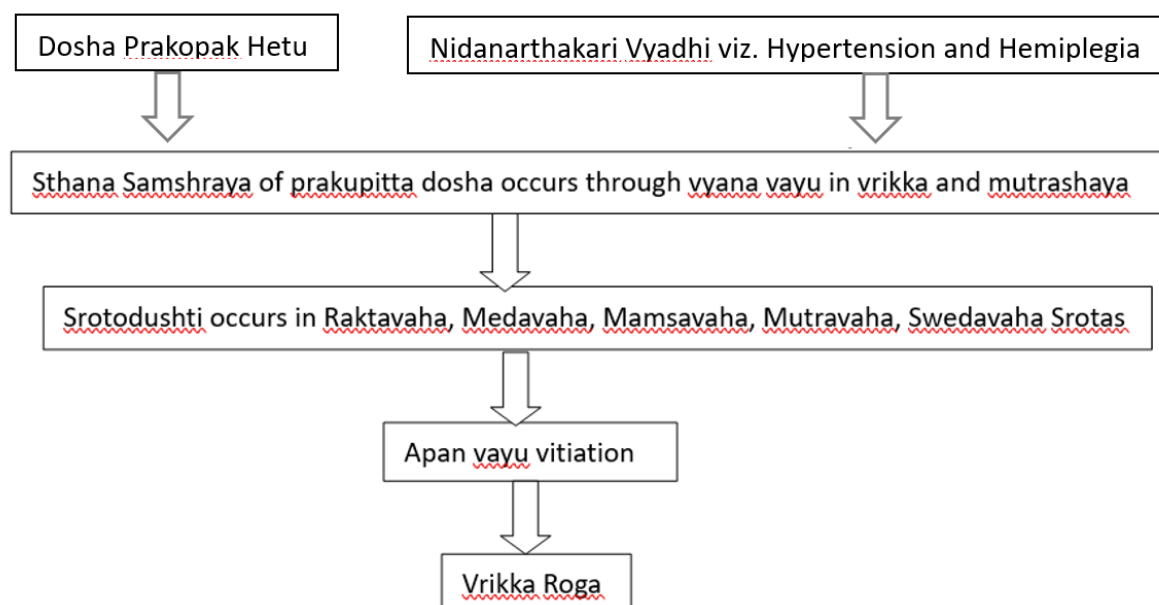 Dosha Prakopak Hetu
Nidanarthakari Vyadhi viz. Hypertension and Hemiplegia
Sthana Samshraya of prakupitta dosha occurs through vyana vayu in vrikka and mutrashaya
Srotodushti occurs in Raktavaha, Medavaha, Mamsavaha, Mutravaha, Swedavaha Srotas
Apan vayu vitiation
Vrikka Roga